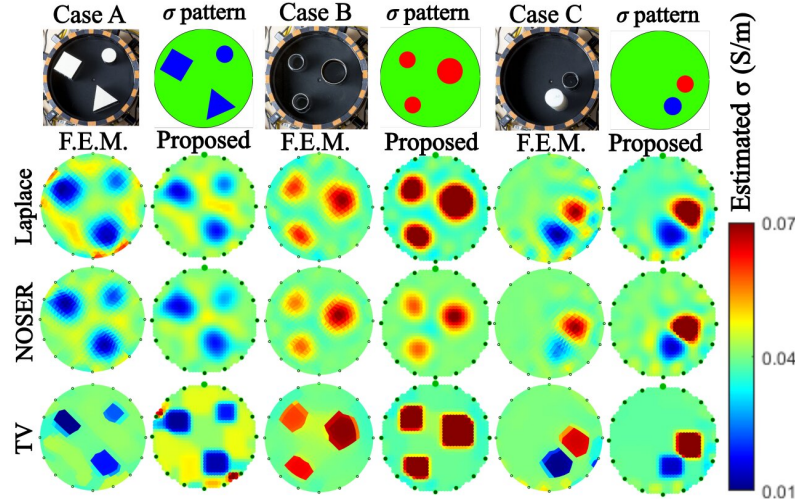 Case A σ pattern Case B σ pattern Case C σ pattern
F.E.M. Proposed F.E.M. Proposed F.E.M. Proposed
Laplace
NOSER
TV
Estimated σ (S/m)
0.07
0.04
0.01